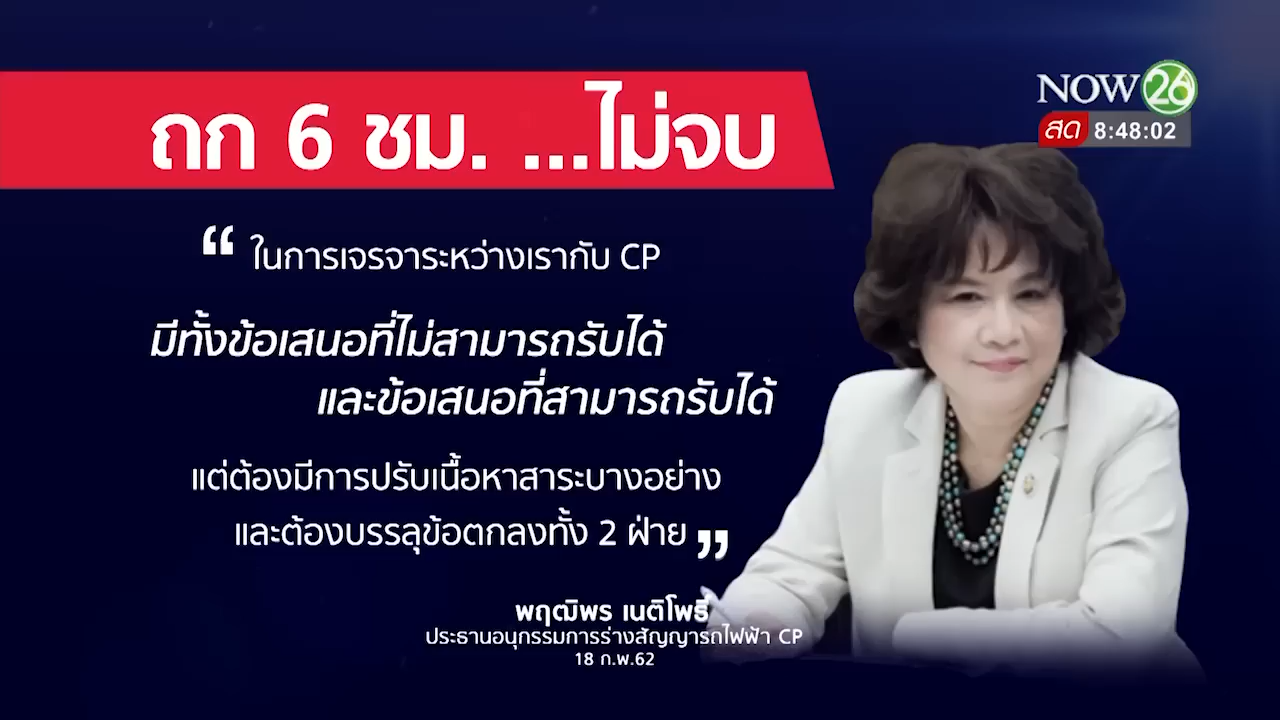 ถก 6 ชม. ...ไม่จบ
NOW26
สด 8:48:02
“ ในการเจรจาระหว่างเรากับ CP
มีทั้งข้อเสนอที่ไม่สามารถรับได้
และข้อเสนอที่สามารถรับได้
แต่ต้องมีการปรับเนื้อหาสาระบางอย่าง
และต้องบรรลุข้อตกลงทั้ง 2 ฝ่าย ”
พฤฒิพร เนติโพธิ์
ประธานอนุกรรมการร่างสัญญารถไฟฟ้า CP
18 ก.พ.62